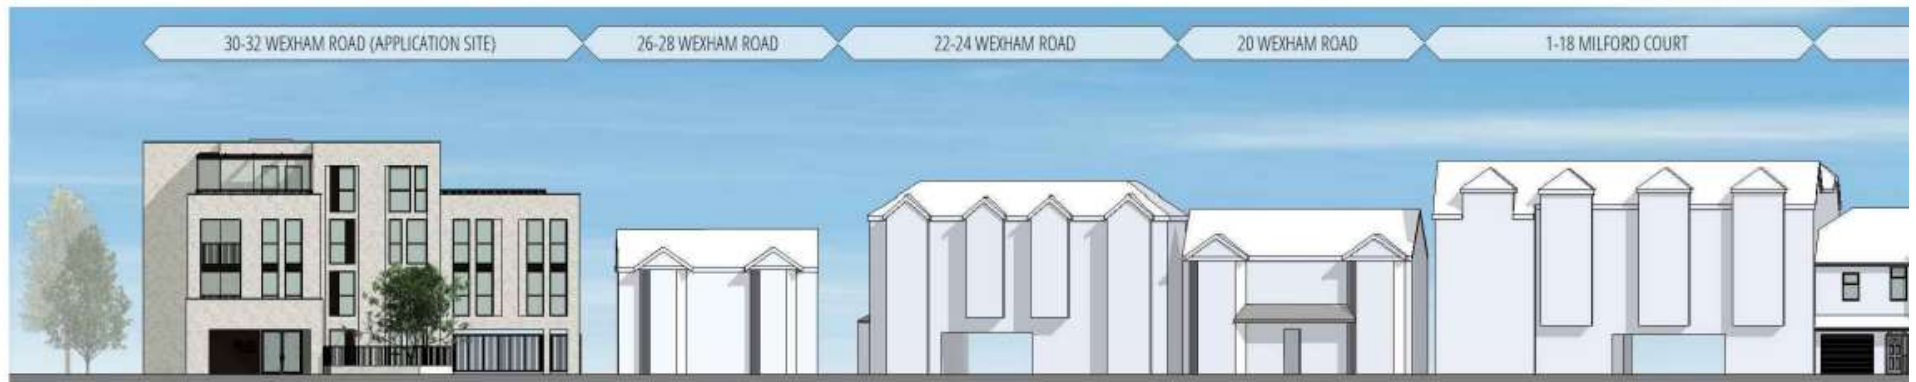 30-32 WEXHAM ROAD (APPLICATION SITE)
26-28 WEXHAM ROAD
22-24 WEXHAM ROAD
20 WEXHAM ROAD
1-18 MILFORD COURT